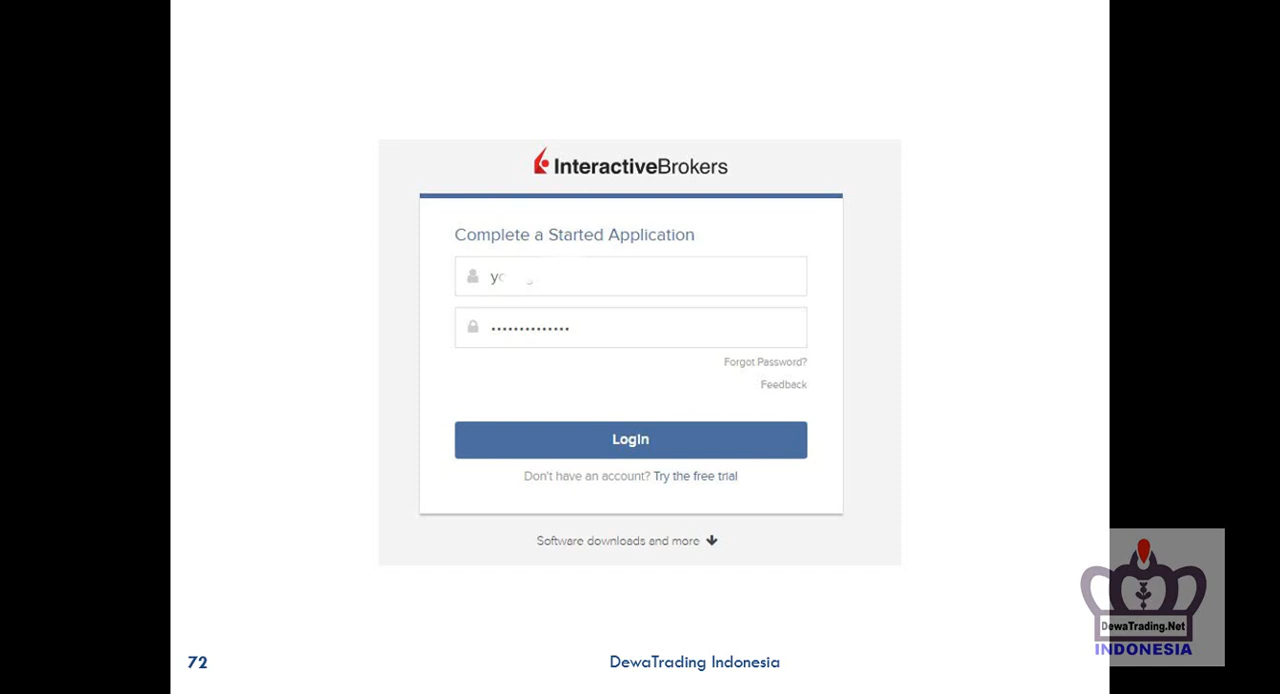 InteractiveBrokers
Complete a Started Application
••••••••••••••
Forgot Password?
Feedback
Login
Don't have an account? Try the free trial
Software downloads and more
DewaTrading.Net
INDONESIA
72
DewaTrading Indonesia